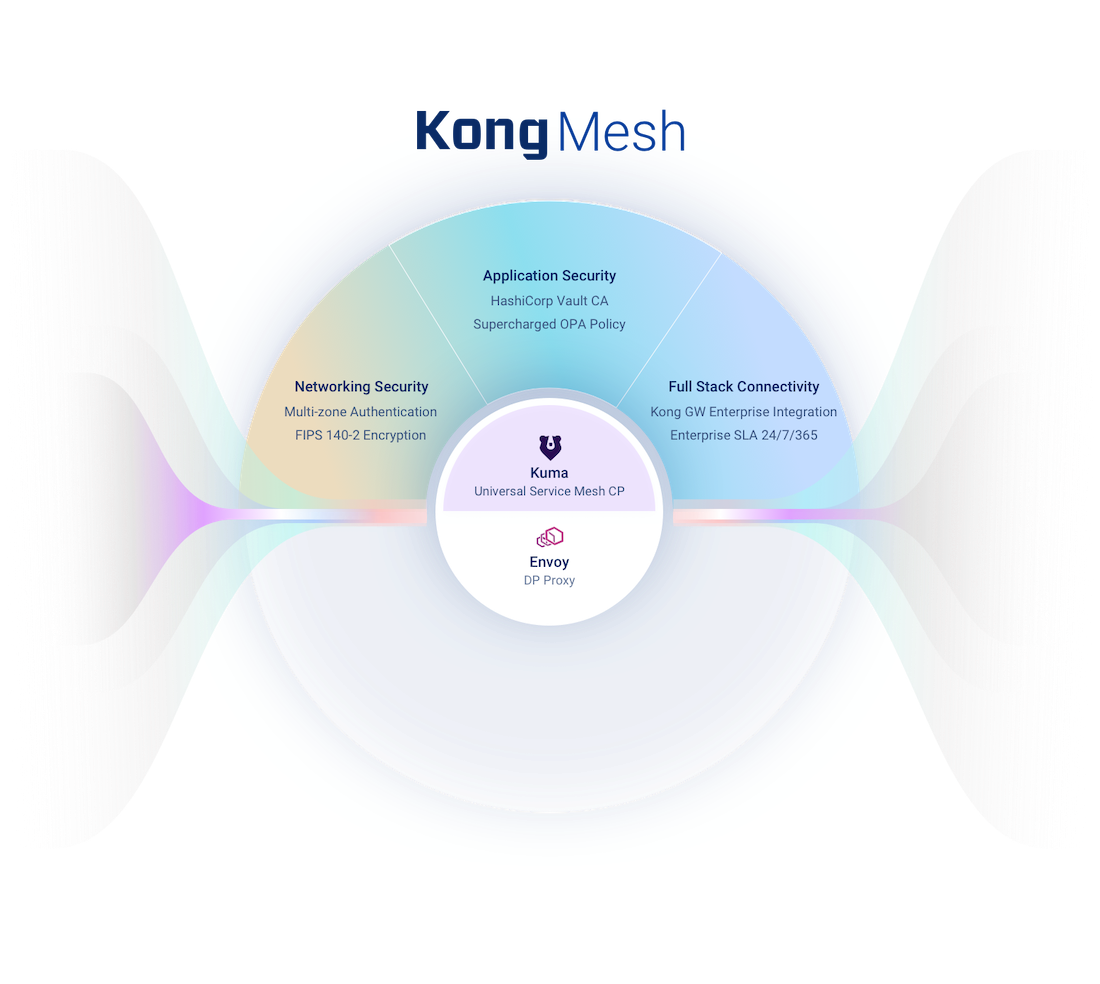 Kong Mesh
Application Security
HashiCorp Vault CA
Supercharged OPA Policy
Networking Security
Multi-zone Authentication
FIPS 140-2 Encryption
Full Stack Connectivity
Kong GW Enterprise Integration
Enterprise SLA 24/7/365
Kuma
Universal Service Mesh CP
Envoy
DP Proxy